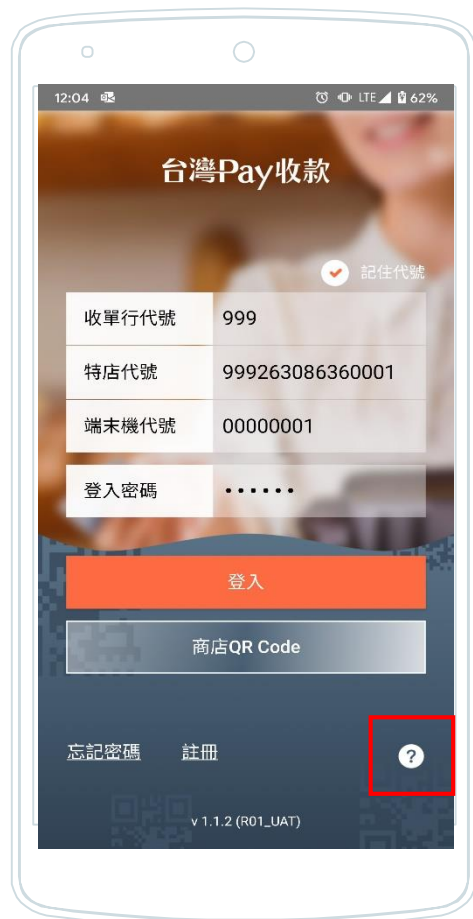 12:04 LTE 62%
台灣Pay收款
記住代號
收單行代號 999
特店代號 999263086360001
端末機代號 00000001
登入密碼 ••••••
登入
商店QR Code
忘記密碼 註冊 ?
v 1.1.2 (R01_UAT)